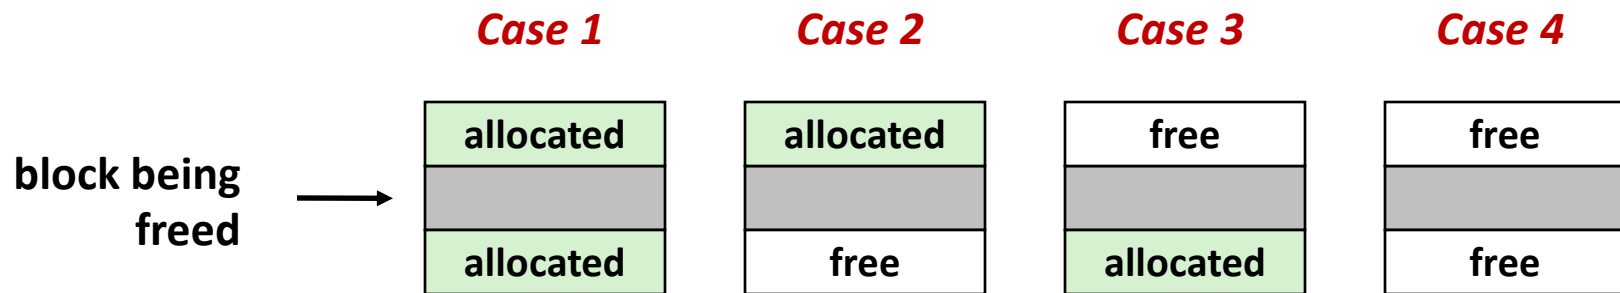 Case 1 Case 2 Case 3 Case 4
allocated allocated free free
block being
freed
allocated free allocated free